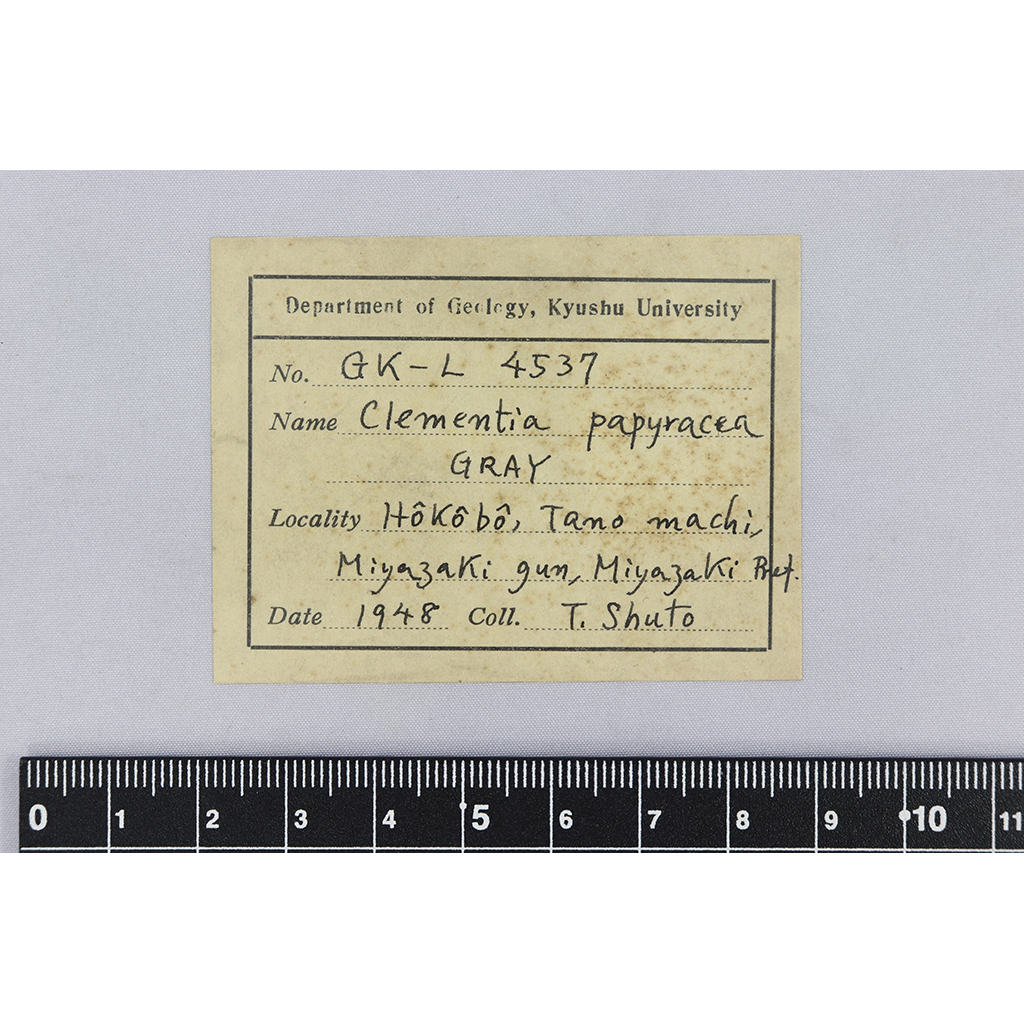 Department of Geology, Kyushu University
No. GK-L 4537
Name Clementia papyracea
GRAY
Locality Hôkôbô, Tano machi,
Miyazaki gun, Miyazaki Pref.
Date 1948 Coll. T. Shuto
0 1 2 3 4 5 6 7 8 9 10 11